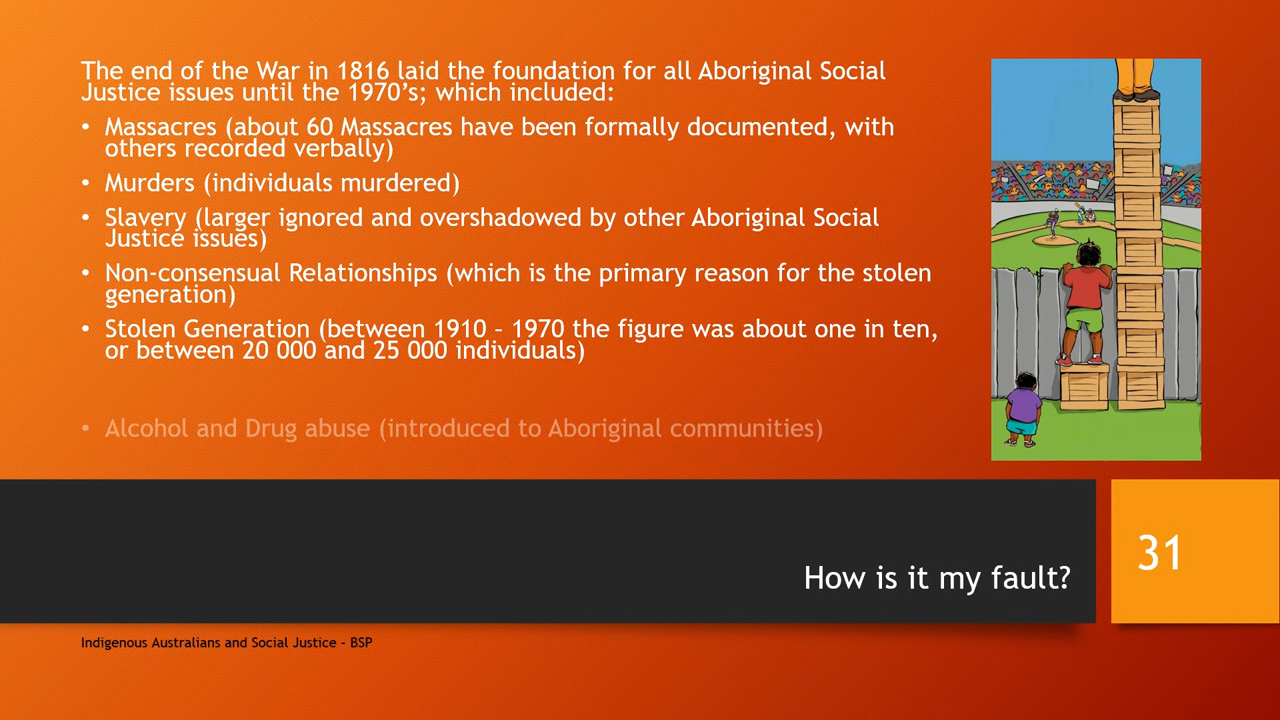 The end of the War in 1816 laid the foundation for all Aboriginal Social
Justice issues until the 1970’s; which included:
• Massacres (about 60 Massacres have been formally documented, with
others recorded verbally)
• Murders (individuals murdered)
• Slavery (larger ignored and overshadowed by other Aboriginal Social
Justice issues)
• Non-consensual Relationships (which is the primary reason for the stolen
generation)
• Stolen Generation (between 1910 – 1970 the figure was about one in ten,
or between 20 000 and 25 000 individuals)
• Alcohol and Drug abuse (introduced to Aboriginal communities)
How is it my fault?
31
Indigenous Australians and Social Justice – BSP